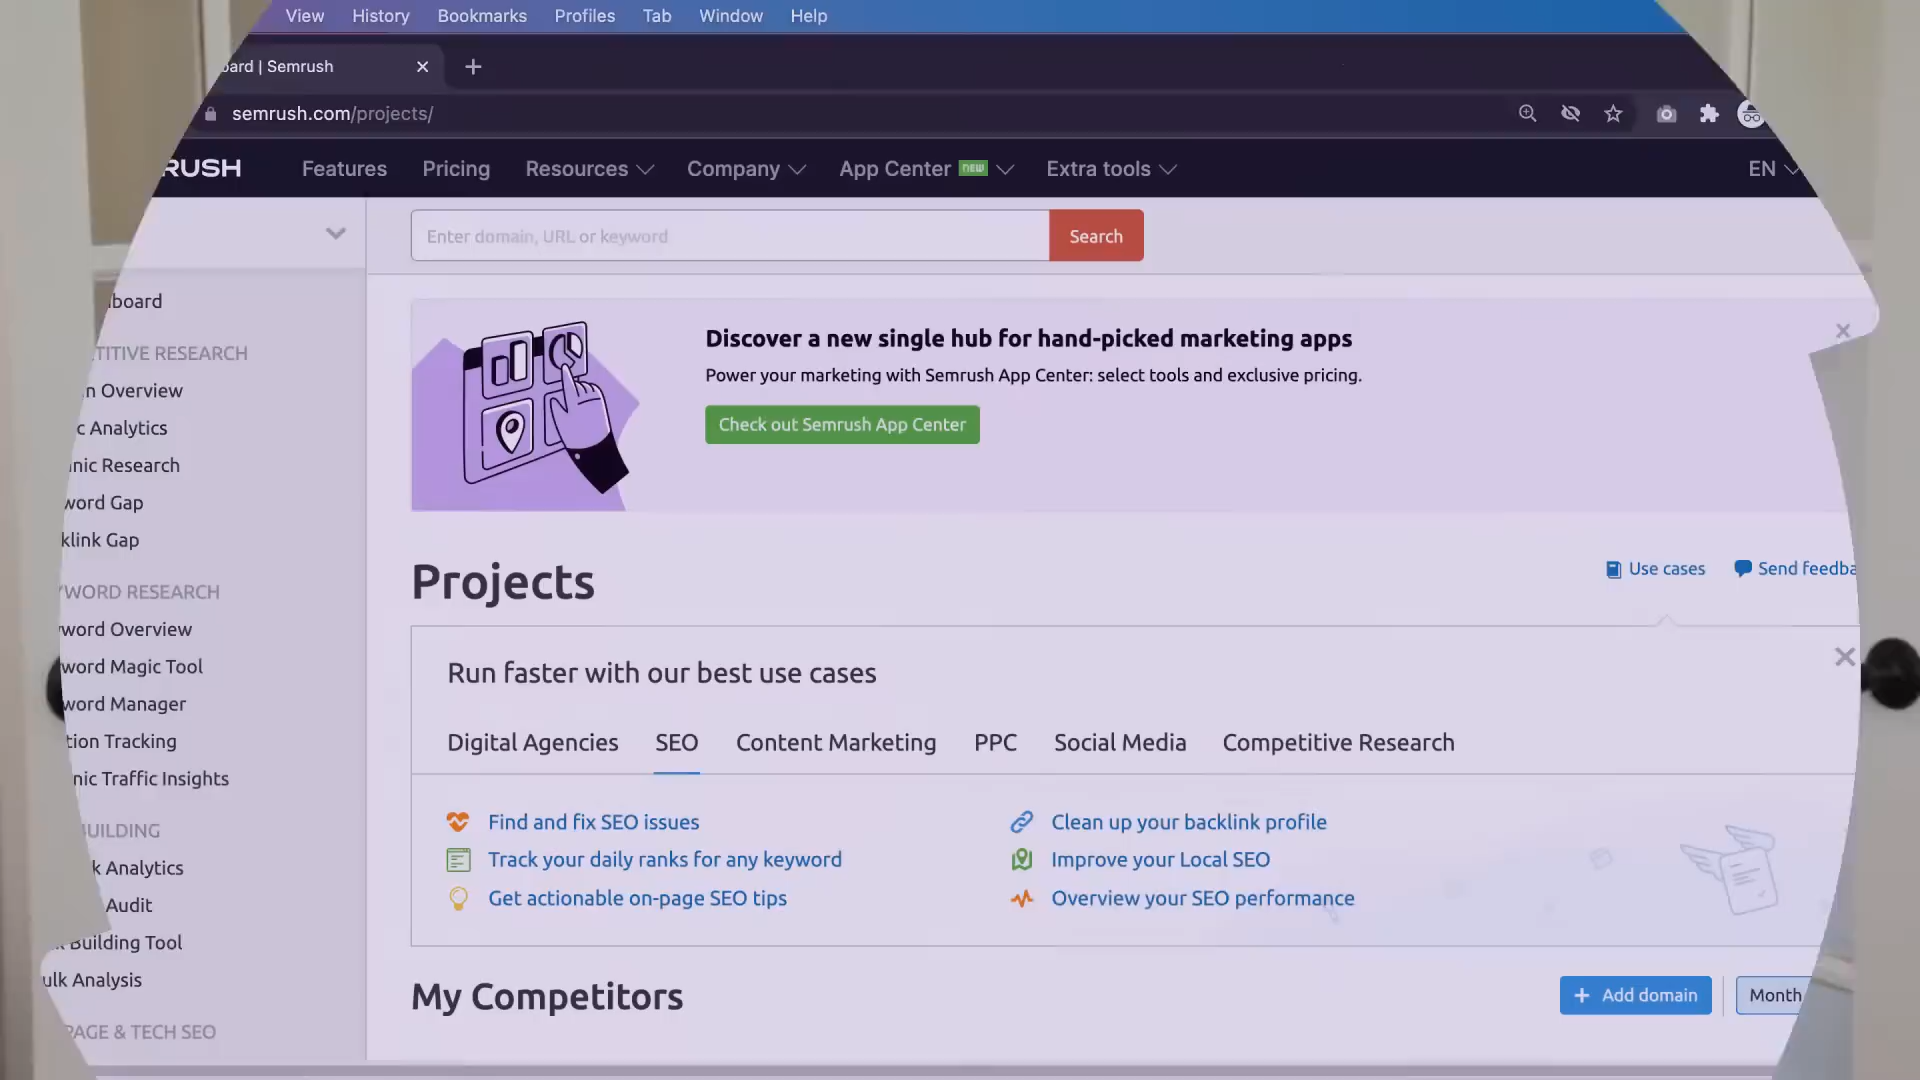 View History Bookmarks Profiles Tab Window Help
oard | Semrush
semrush.com/projects/
RUSH Features Pricing Resources Company App Center NEW Extra tools EN
Enter domain, URL or keyword Search
board
TITIVE RESEARCH
n Overview
c Analytics
nic Research
word Gap
klink Gap
YWORD RESEARCH
yword Overview
word Magic Tool
word Manager
tion Tracking
nic Traffic Insights
UILDING
k Analytics
Audit
k Building Tool
ulk Analysis
PAGE & TECH SEO
Discover a new single hub for hand-picked marketing apps
Power your marketing with Semrush App Center: select tools and exclusive pricing.
Check out Semrush App Center
Projects
Use cases Send feedba
Run faster with our best use cases
Digital Agencies SEO Content Marketing PPC Social Media Competitive Research
Find and fix SEO issues
Clean up your backlink profile
Track your daily ranks for any keyword
Improve your Local SEO
Get actionable on-page SEO tips
Overview your SEO performance
My Competitors
+ Add domain
Month